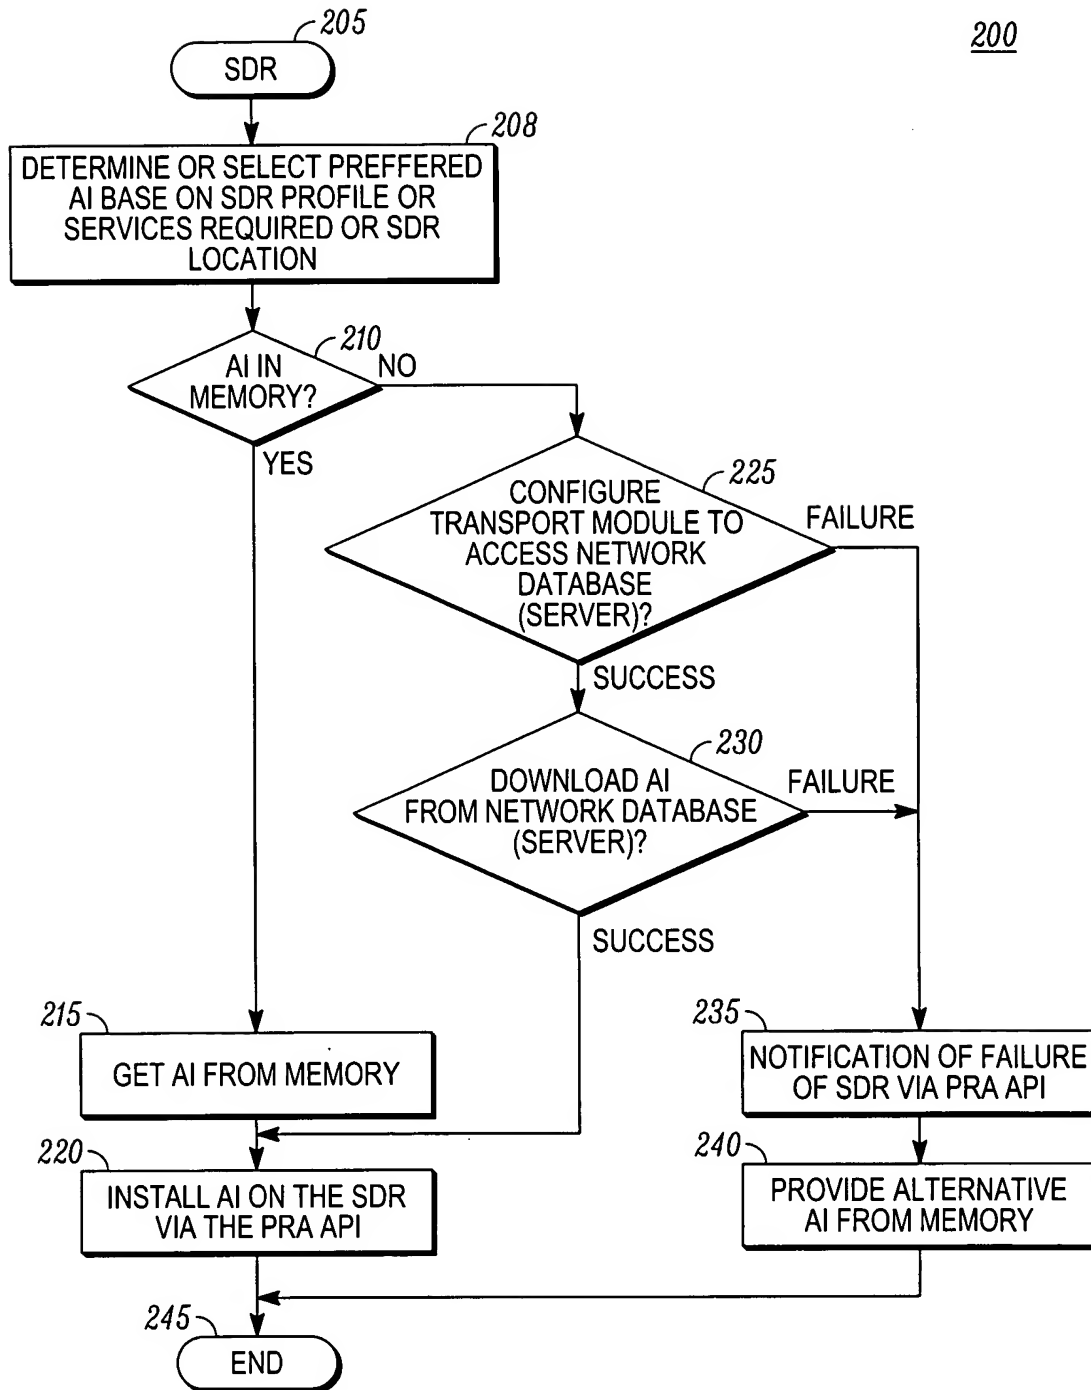 200
205
SDR
208
DETERMINE OR SELECT PREFFERED
AI BASE ON SDR PROFILE OR
SERVICES REQUIRED OR SDR
LOCATION
210
AI IN
MEMORY?
NO
YES
225
CONFIGURE
TRANSPORT MODULE TO
ACCESS NETWORK
DATABASE
(SERVER)?
FAILURE
SUCCESS
230
DOWNLOAD AI
FROM NETWORK DATABASE
(SERVER)?
FAILURE
SUCCESS
215
GET AI FROM MEMORY
235
NOTIFICATION OF FAILURE
OF SDR VIA PRA API
220
INSTALL AI ON THE SDR
VIA THE PRA API
240
PROVIDE ALTERNATIVE
AI FROM MEMORY
245
END